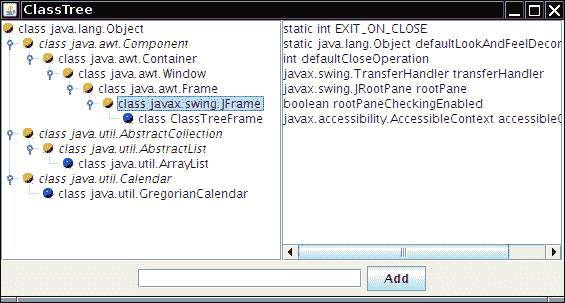 ClassTree
class java.lang.Object
class java.awt.Component
class java.awt.Container
class java.awt.Window
class java.awt.Frame
class javax.swing.JFrame
class ClassTreeFrame
class java.util.AbstractCollection
class java.util.AbstractList
class java.util.ArrayList
class java.util.Calendar
class java.util.GregorianCalendar
static int EXIT_ON_CLOSE
static java.lang.Object defaultLookAndFeelDecor
int defaultCloseOperation
javax.swing.TransferHandler transferHandler
javax.swing.JRootPane rootPane
boolean rootPaneCheckingEnabled
javax.accessibility.AccessibleContext accessibleC
Add